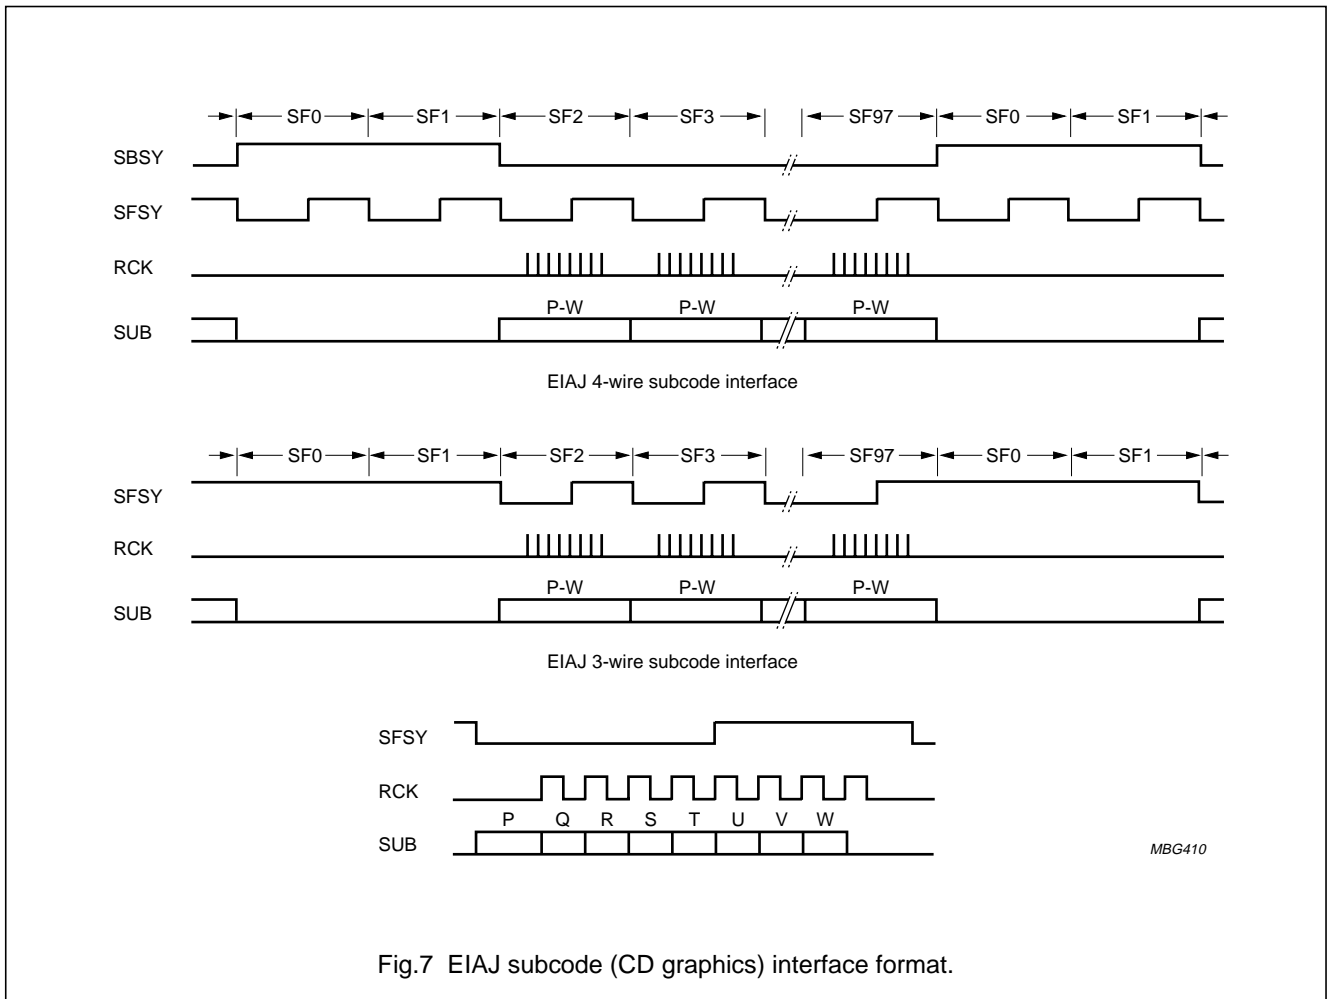 SF0 SF1 SF2 SF3 SF97 SF0 SF1
SBSY
SFSY
RCK
P-W P-W P-W
SUB
EIAJ 4-wire subcode interface
SF0 SF1 SF2 SF3 SF97 SF0 SF1
SFSY
RCK
P-W P-W P-W
SUB
EIAJ 3-wire subcode interface
SFSY
RCK
P Q R S T U V W
SUB
MBG410
Fig.7 EIAJ subcode (CD graphics) interface format.